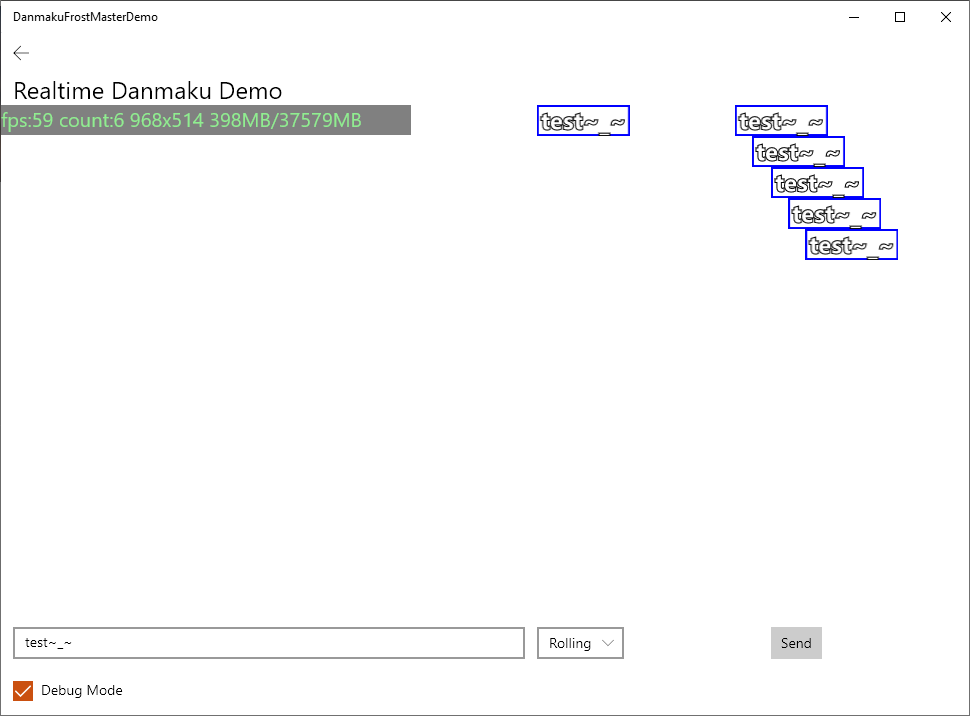 DanmakuFrostMasterDemo
Realtime Danmaku Demo
fps:59 count:6 968x514 398MB/37579MB
test~_~ test~_~
test~_~
test~_~
test~_~
test~_~
test~_~ Rolling Send
Debug Mode